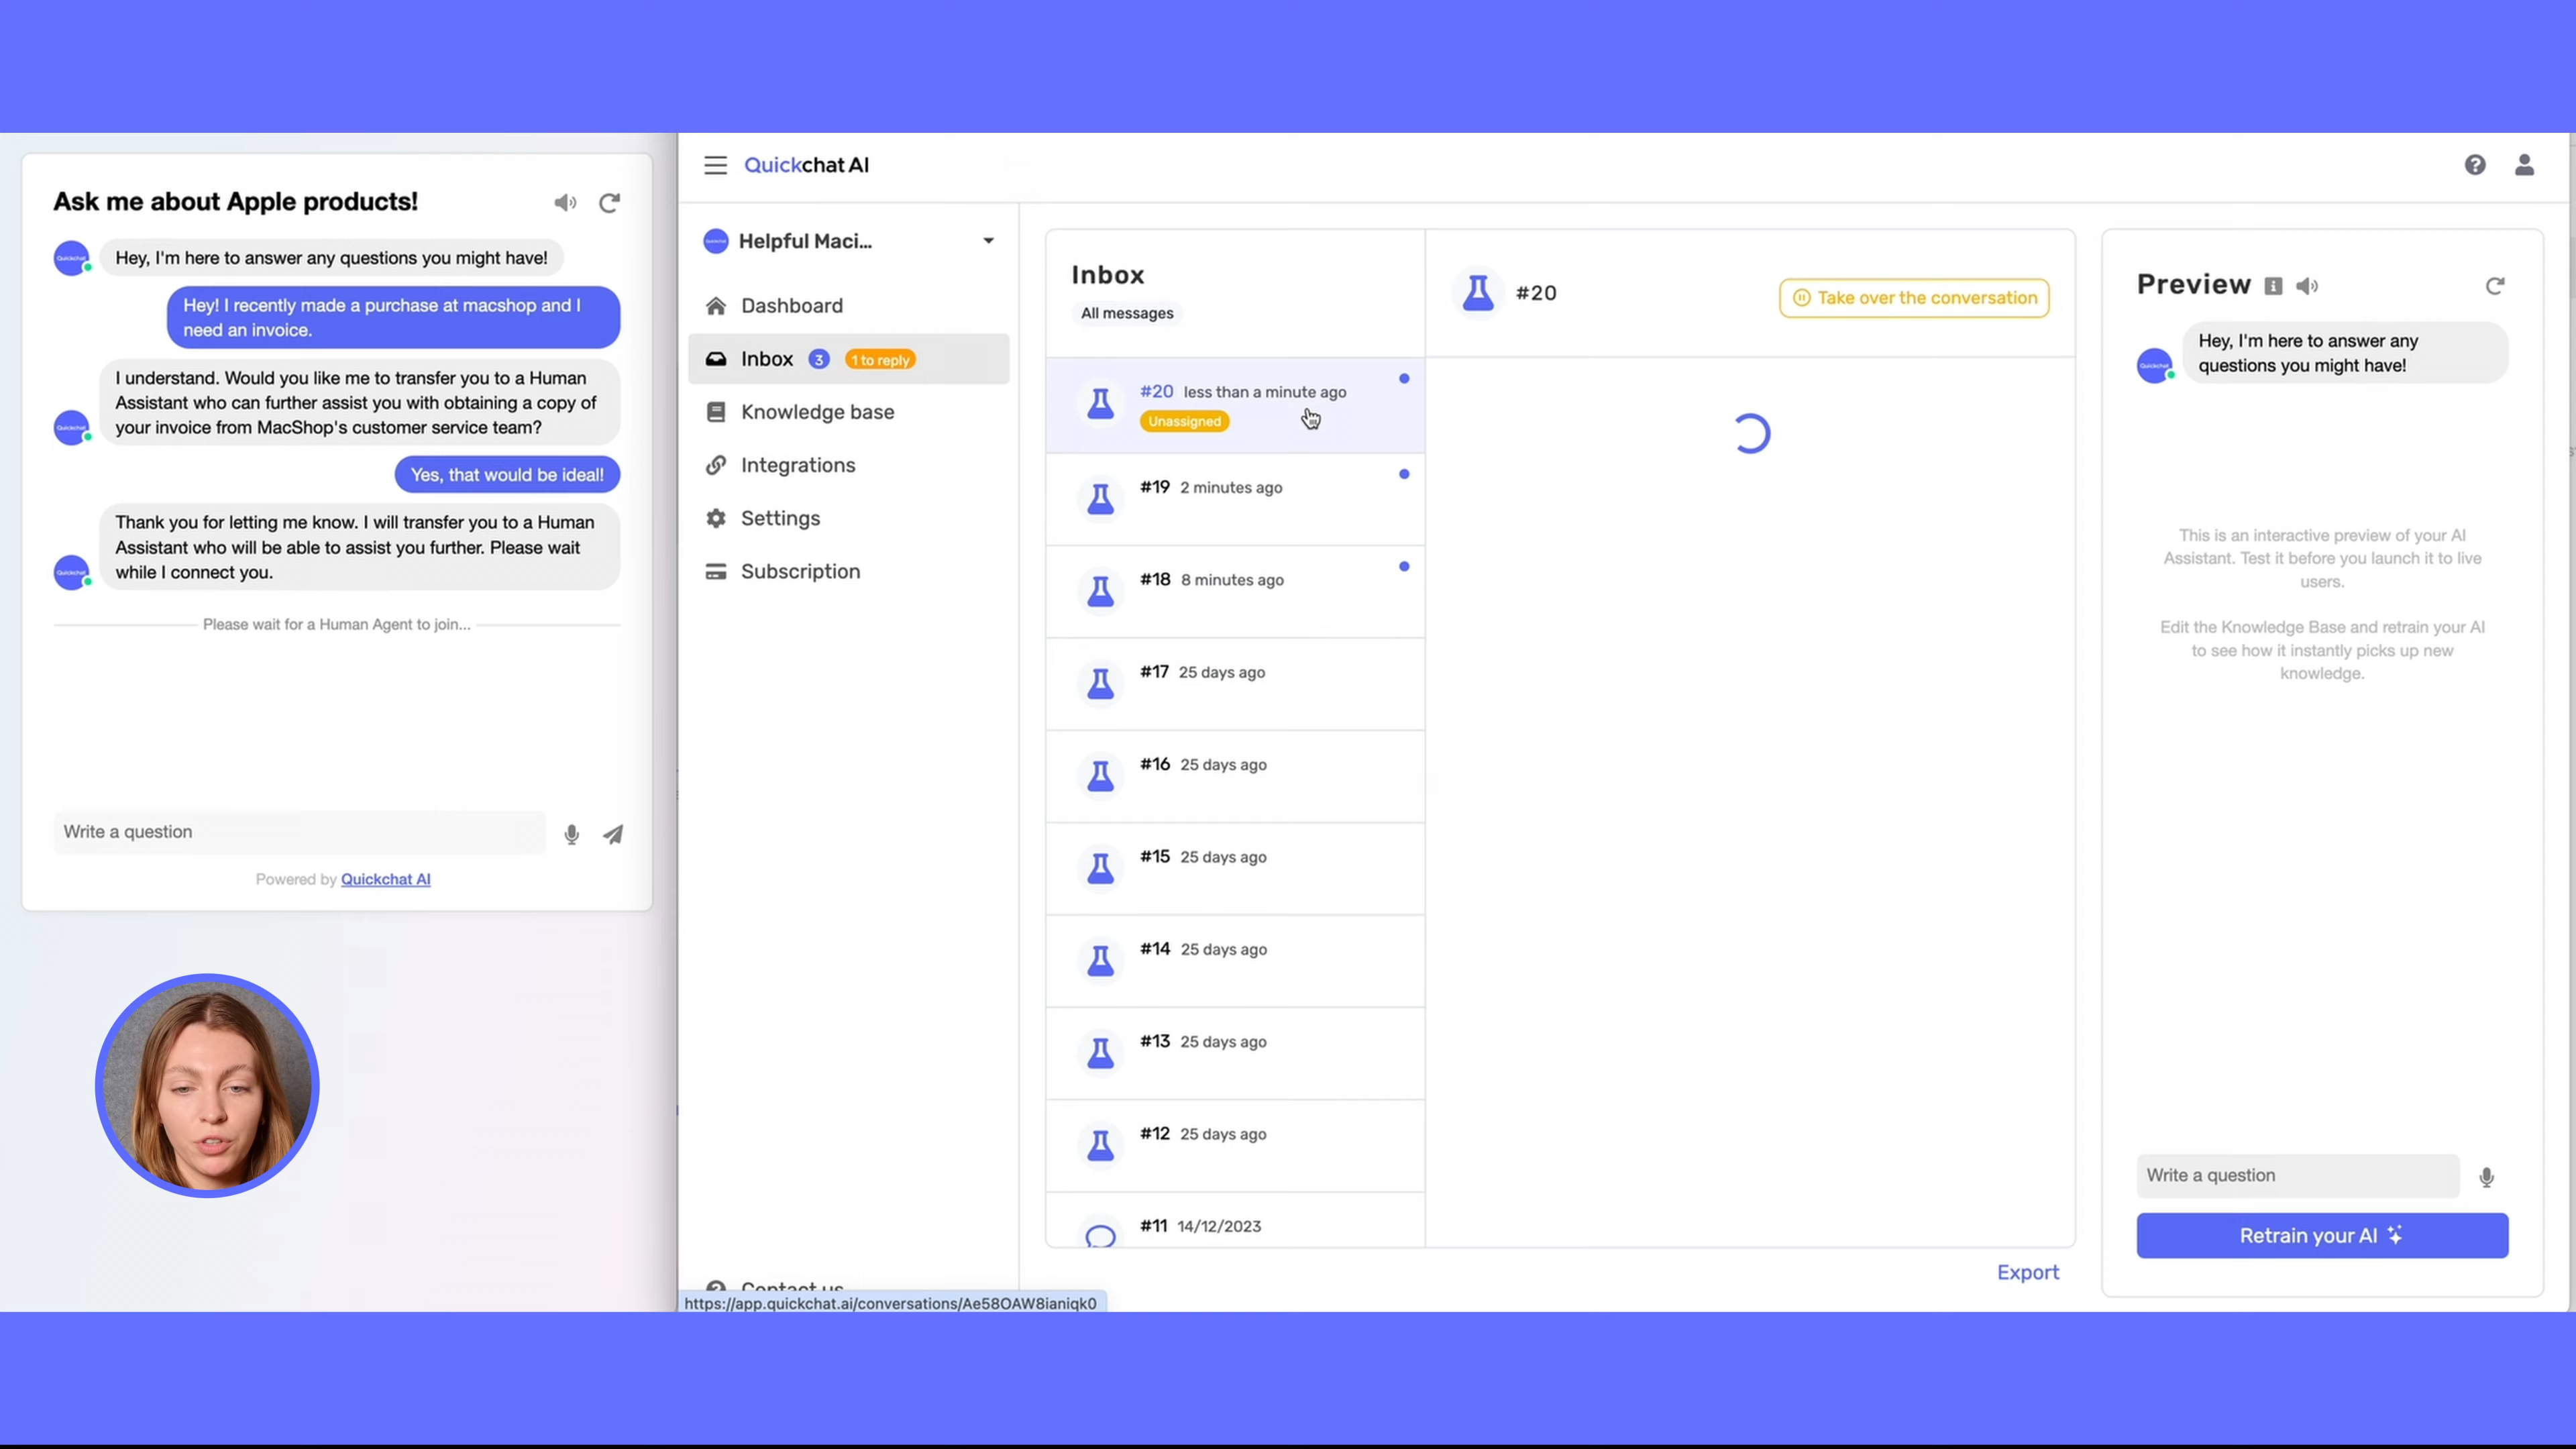 Ask me about Apple products!
Hey, I'm here to answer any questions you might have!
Hey! I recently made a purchase at macshop and I
need an invoice.
I understand. Would you like me to transfer you to a Human
Assistant who can further assist you with obtaining a copy of
your invoice from MacShop's customer service team?
Yes, that would be ideal!
Thank you for letting me know. I will transfer you to a Human
Assistant who will be able to assist you further. Please wait
while I connect you.
Please wait for a Human Agent to join...
Write a question
Powered by Quickchat AI
Quickchat AI
Helpful Maci...
Dashboard
Inbox 3 1 to reply
Knowledge base
Integrations
Settings
Subscription
Contact us
https://app.quickchat.ai/conversations/Ae58OAW8ianiqk0
Inbox
All messages
#20 less than a minute ago
Unassigned
#19 2 minutes ago
#18 8 minutes ago
#17 25 days ago
#16 25 days ago
#15 25 days ago
#14 25 days ago
#13 25 days ago
#12 25 days ago
#11 14/12/2023
#20
Take over the conversation
Export
Preview
Hey, I'm here to answer any
questions you might have!
This is an interactive preview of your AI
Assistant. Test it before you launch it to live
users.
Edit the Knowledge Base and retrain your AI
to see how it instantly picks up new
knowledge.
Write a question
Retrain your AI